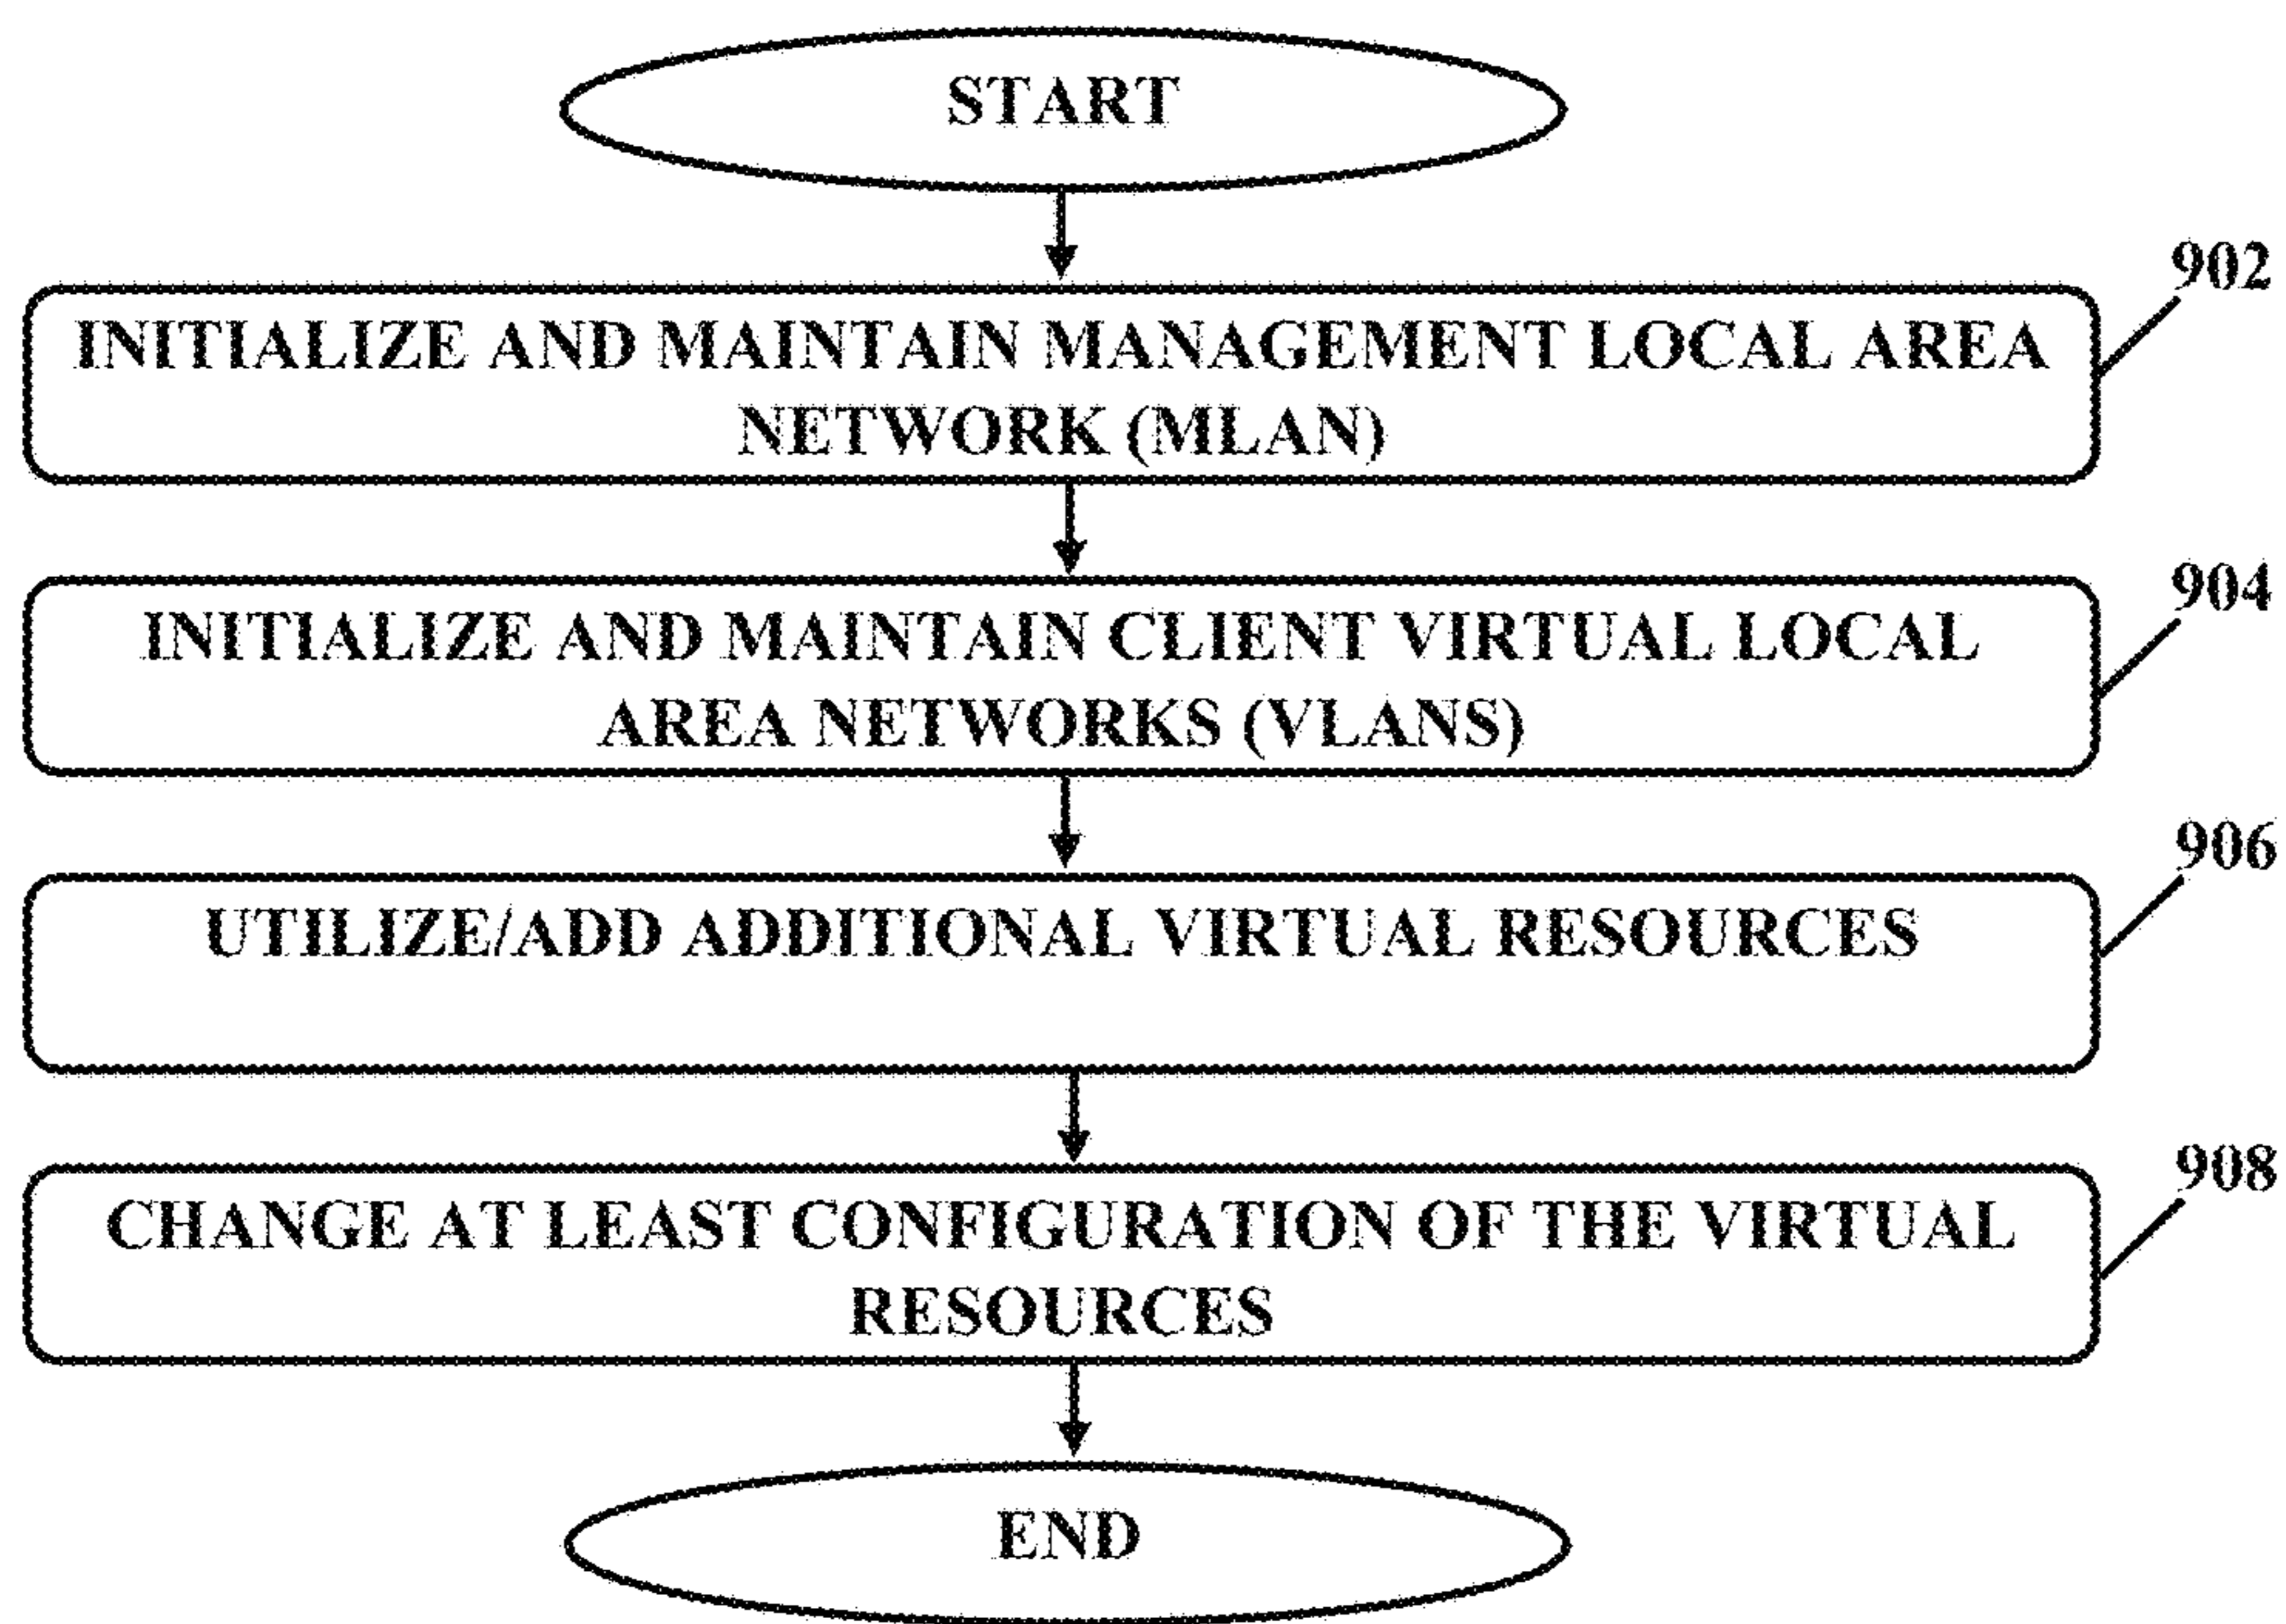 START
902
INITIALIZE AND MAINTAIN MANAGEMENT LOCAL AREA
NETWORK (MLAN)
904
INITIALIZE AND MAINTAIN CLIENT VIRTUAL LOCAL
AREA NETWORKS (VLANS)
906
UTILIZE/ADD ADDITIONAL VIRTUAL RESOURCES
908
CHANGE AT LEAST CONFIGURATION OF THE VIRTUAL
RESOURCES
END